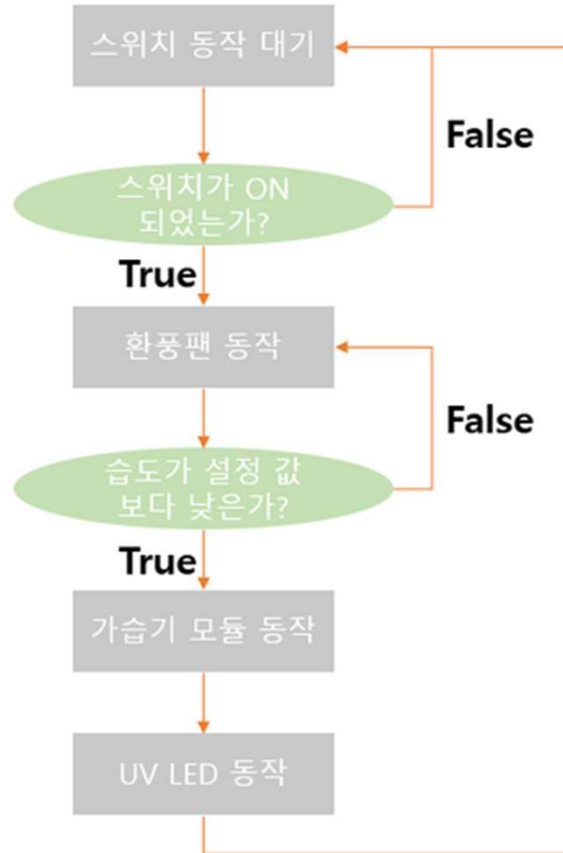 스위치 동작 대기
False
스위치가 ON
되었는가?
True
환풍팬 동작
False
습도가 설정 값
보다 낮은가?
True
가습기 모듈 동작
UV LED 동작